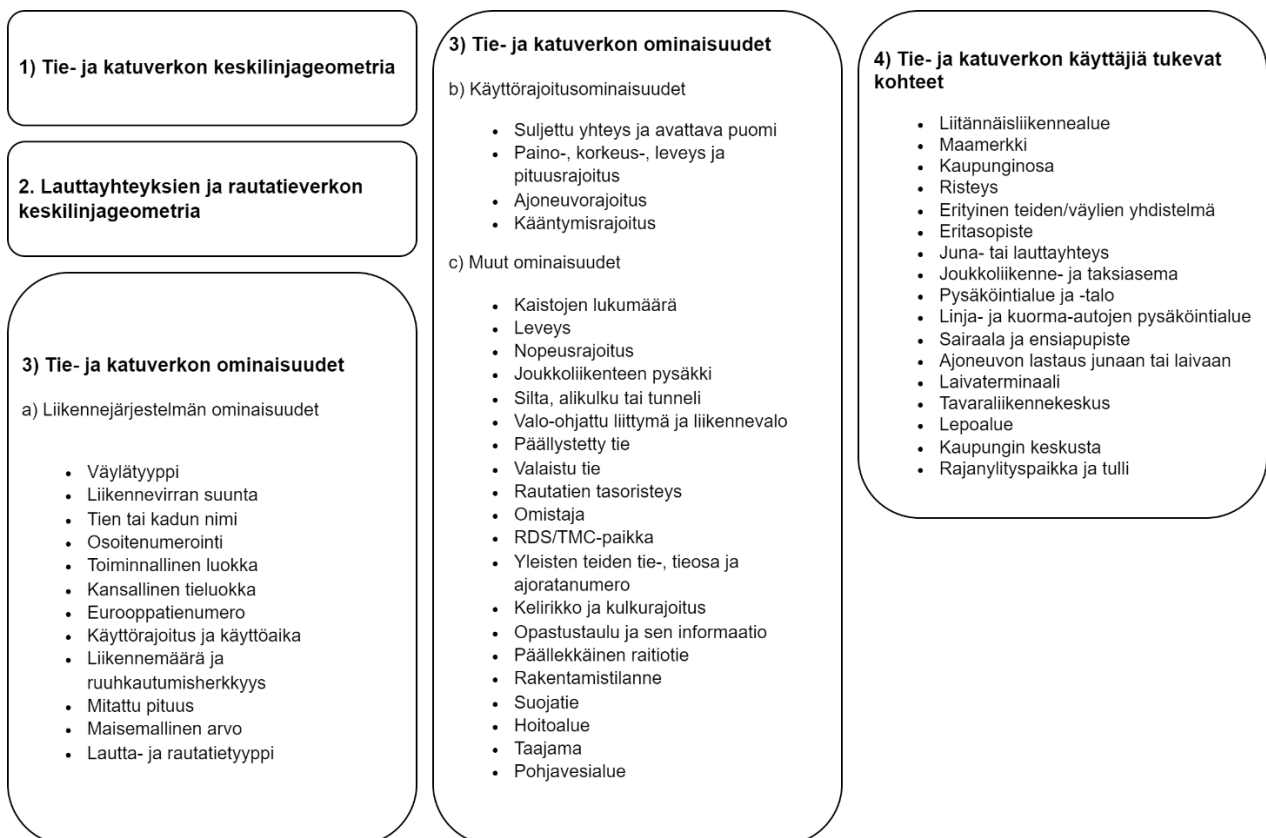 1) Tie- ja katuverkon keskilinjageometria
2. Lauttayhteyksien ja rautatieverkon
keskilinjageometria
3) Tie- ja katuverkon ominaisuudet
a) Liikennejärjestelmän ominaisuudet
• Väylätyyppi
• Liikennevirran suunta
• Tien tai kadun nimi
• Osoitenumerointi
• Toiminnallinen luokka
• Kansallinen tieluokka
• Eurooppatienumero
• Käyttörajoitus ja käyttöaika
• Liikennemäärä ja
ruuhkautumisherkkyys
• Mitattu pituus
• Maisemallinen arvo
• Lautta- ja rautatietyyppi
3) Tie- ja katuverkon ominaisuudet
b) Käyttörajoitusominaisuudet
• Suljettu yhteys ja avattava puomi
• Paino-, korkeus-, leveys ja
pituusrajoitus
• Ajoneuvorajoitus
• Kääntymisrajoitus
c) Muut ominaisuudet
• Kaistojen lukumäärä
• Leveys
• Nopeusrajoitus
• Joukkoliikenteen pysäkki
• Silta, alikulku tai tunneli
• Valo-ohjattu liittymä ja liikennevalo
• Päällystetty tie
• Valaistu tie
• Rautatien tasoristeys
• Omistaja
• RDS/TMC-paikka
• Yleisten teiden tie-, tieosa ja
ajoratanumero
• Kelirikko ja kulkurajoitus
• Opastustaulu ja sen informaatio
• Päällekkäinen raitiotie
• Rakentamistilanne
• Suojatie
• Hoitoalue
• Taajama
• Pohjavesialue
4) Tie- ja katuverkon käyttäjiä tukevat
kohteet
• Liitännäisliikennealue
• Maamerkki
• Kaupunginosa
• Risteys
• Erityinen teiden/väylien yhdistelmä
• Eritasopiste
• Juna- tai lauttayhteys
• Joukkoliikenne- ja taksiasema
• Pysäköintialue ja -talo
• Linja- ja kuorma-autojen pysäköintialue
• Sairaala ja ensiapupiste
• Ajoneuvon lastaus junaan tai laivaan
• Laivaterminaali
• Tavaraliikennekeskus
• Lepoalue
• Kaupungin keskusta
• Rajanylityspaikka ja tulli